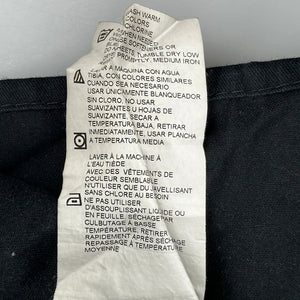 ASH WARM
COLORS
CHLORINE
WHEN NEEDED
SOFTENERS OR
SHEETS, TUMBLE DRY LOW
PROMPTLY, MEDIUM IRON
AR A MAQUINA CON AGUA
TIBIA, CON COLORES SIMILARES
CUANDO SEA NECESARIO
USAR UNICAMENTE BLANQUEADOR
SIN CLORO, NO USAR
SUAVIZANTES U HOJAS DE
SUAVIZANTE, SECAR A
TEMPERATURA BAJA, RETIRAR
INMEDIATAMENTE, USAR PLANCHA
A TEMPERATURA MEDIA
LAVER À LA MACHINE À
L'EAU TIÈDE
AVEC DES VÊTEMENTS DE
COULEUR SEMBLABLE
N'UTILISER QUE DU JAVELLISANT
SANS CHLORE AU BESOIN
NE PAS UTILISER
D'ASSOUPLISSANT LIQUIDE OU
EN FEUILLE, SÉCHAGE PAR
CULBUTAGE À BASSE
TEMPÉRATURE, RETIRER
RAPIDEMENT APRÈS SÉCHAGE
TEMPÉRATURE
MOYENNE